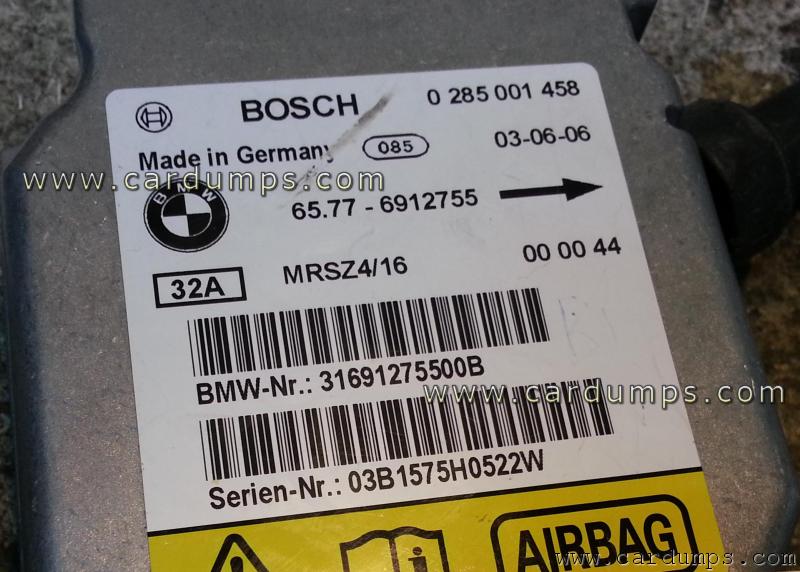 BOSCH 0 285 001 458
Made in Germany 085 03-06-06
www.cardumps.com
BMW 65.77 - 6912755
32A MRSZ4/16 00 00 44
BMW-Nr.: 31691275500B
www.cardumps.com
Serien-Nr.: 03B1575H0522W
AIRBAG
www.cardumps.com